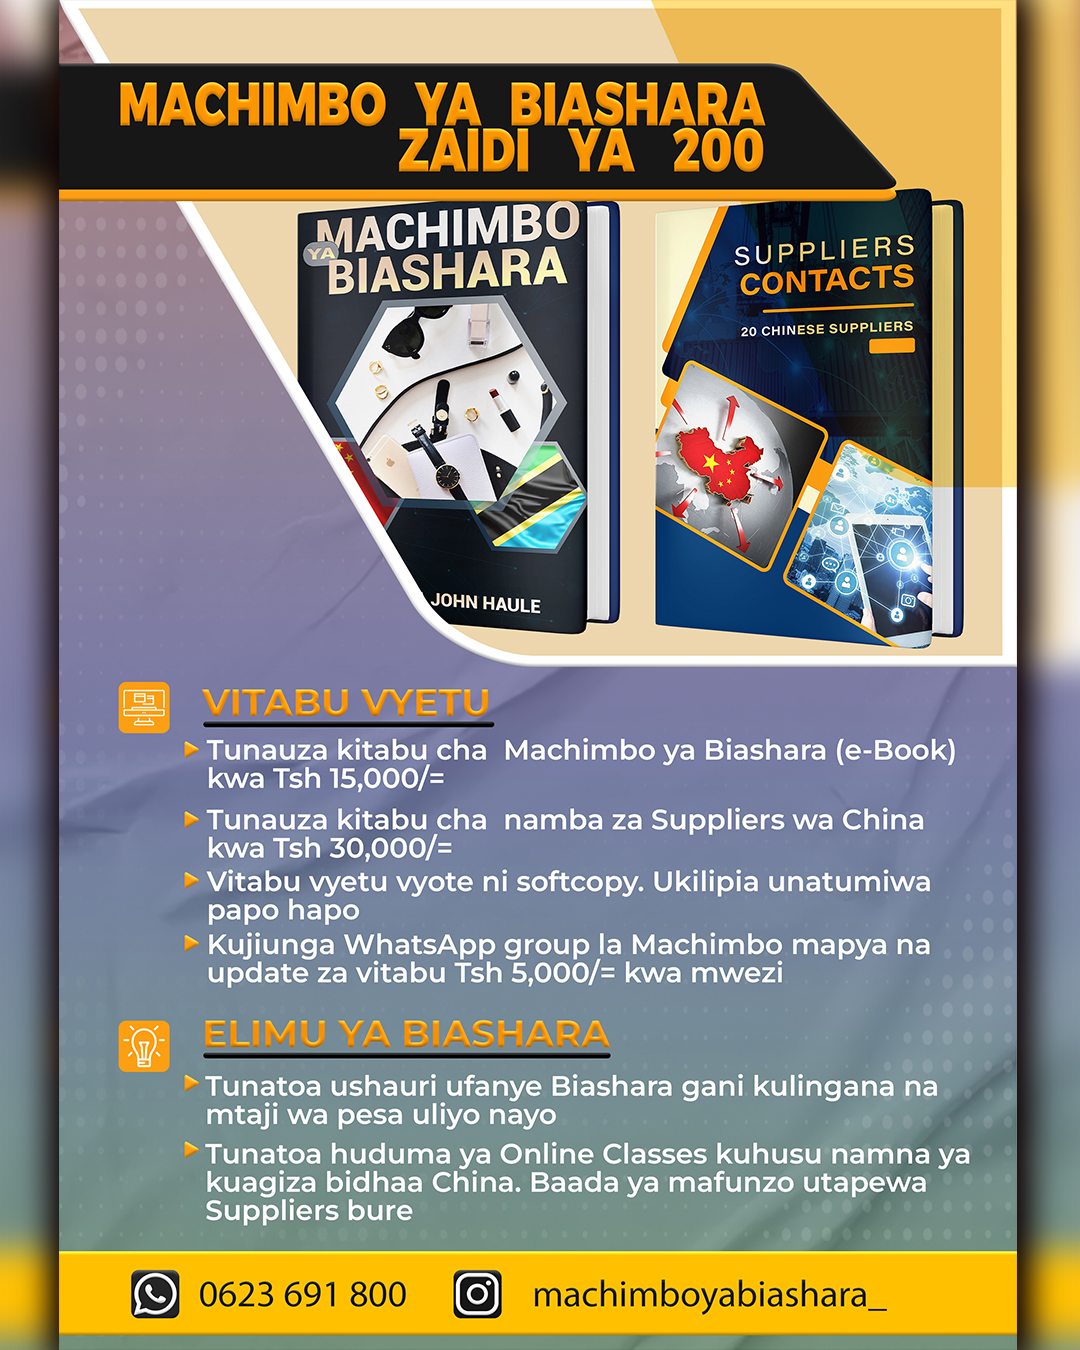 MACHIMBO YA BIASHARA
ZAIDI YA 200
MACHIMBO
YA
BIASHARA
JOHN HAULE
SUPPLIERS
CONTACTS
20 CHINESE SUPPLIERS
VITABU VYETU
Tunauza kitabu cha Machimbo ya Biashara (e-Book)
kwa Tsh 15,000/=
Tunauza kitabu cha namba za Suppliers wa China
kwa Tsh 30,000/=
Vitabu vyetu vyote ni softcopy. Ukilipia unatumiwa
papo hapo
Kujiunga WhatsApp group la Machimbo mapya na
update za vitabu Tsh 5,000/= kwa mwezi
ELIMU YA BIASHARA
Tunatoa ushauri ufanye Biashara gani kulingana na
mtaji wa pesa uliyo nayo
Tunatoa huduma ya Online Classes kuhusu namna ya
kuagiza bidhaa China. Baada ya mafunzo utapewa
Suppliers bure
0623 691 800
machimboyabiashara_